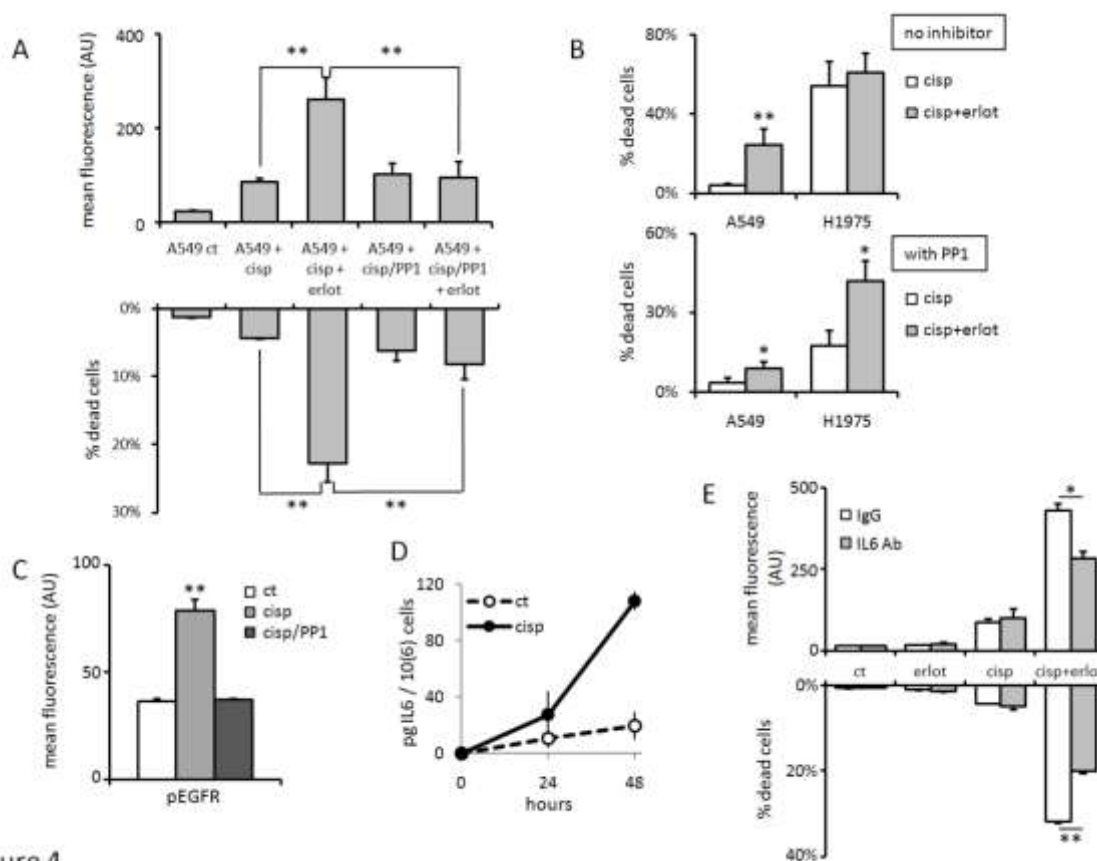 A
mean fluorescence (AU)
400
200
0
**
**
A549 ct
A549 +
cisp
A549 +
cisp +
erlot
A549 +
cisp/PP1
A549 +
cisp/PP1
+ erlot
0%
10%
20%
30%
% dead cells
**
**
B
% dead cells
80%
40%
0%
**
A549
H1975
no inhibitor
cisp
cisp+erlot
% dead cells
60%
30%
0%
*
*
A549
H1975
with PP1
cisp
cisp+erlot
C
mean fluorescence (AU)
100
50
0
**
pEGFR
ct
cisp
cisp/PP1
D
pg IL6 / 10(6) cells
120
80
40
0
ct
cisp
0
24
48
hours
E
mean fluorescence
(AU)
500
250
0
IgG
IL6 Ab
*
ct
erlot
cisp
cisp+erlot
0%
20%
40%
% dead cells
**